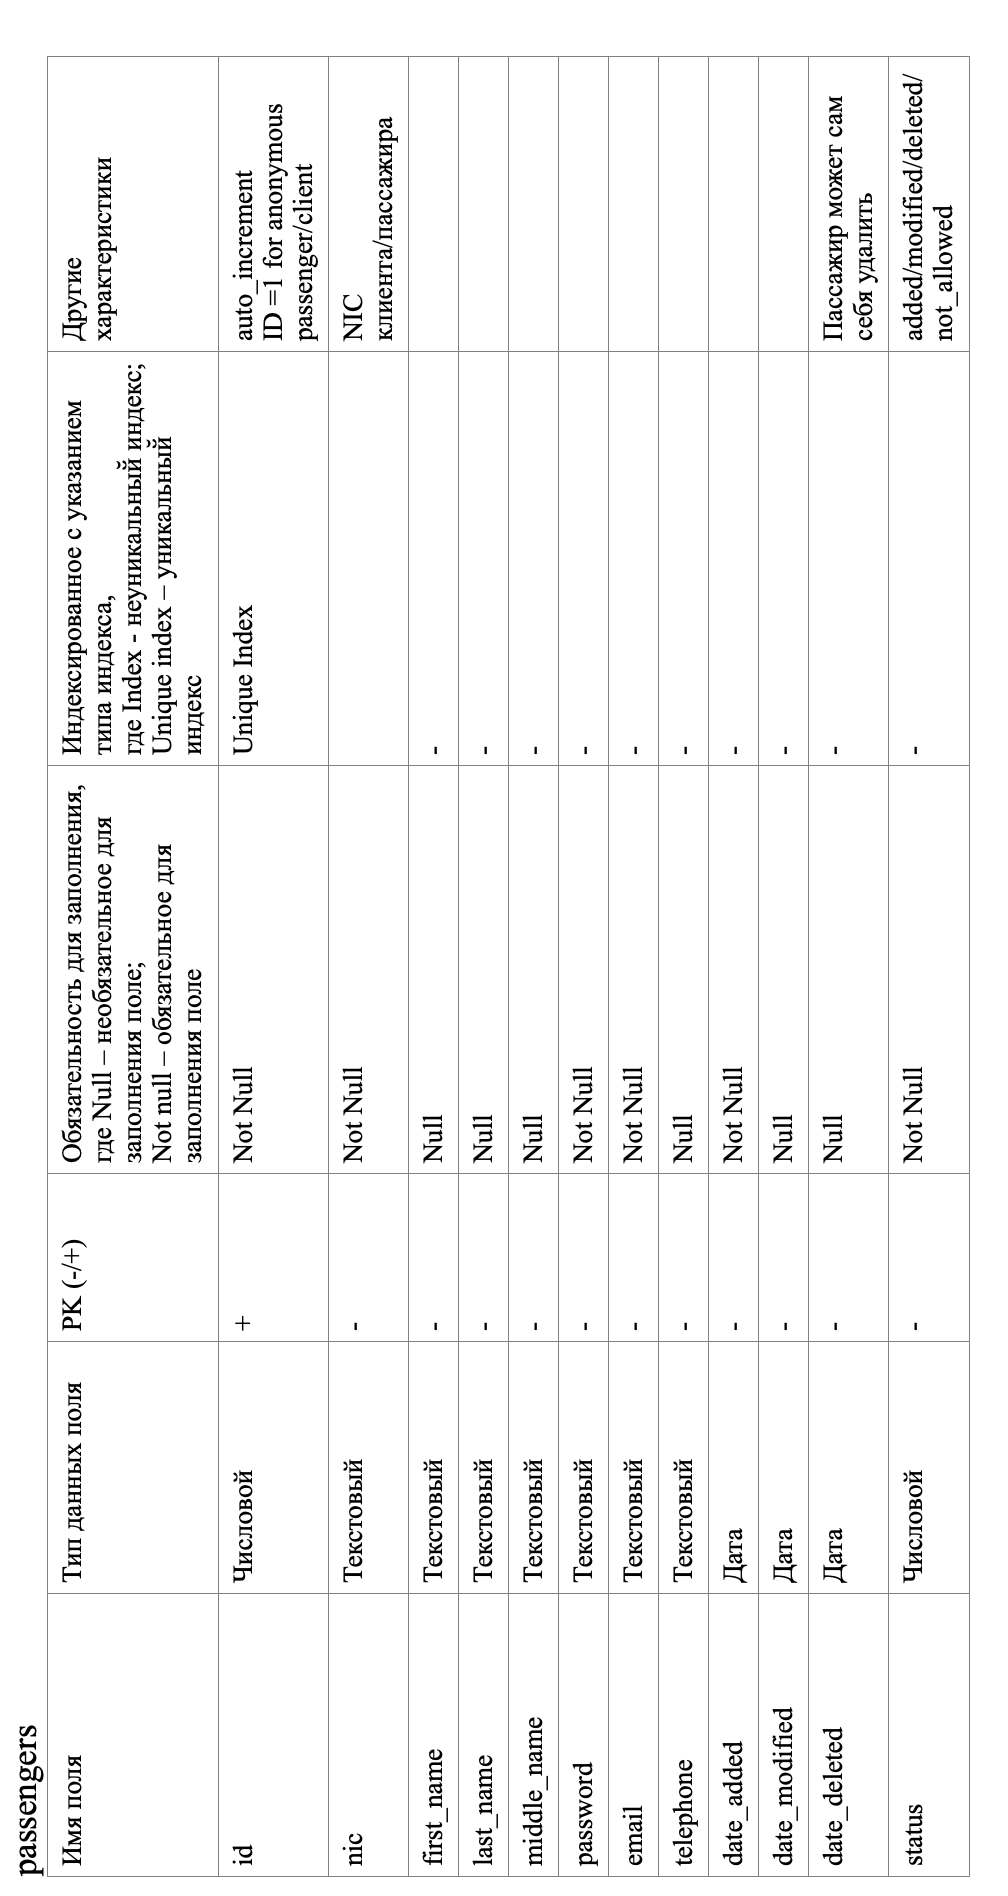 passengers
Имя поля
Тип данных поля
PK (-/+)
Обязательность для заполнения,
где Null – необязательное для
заполнения поле;
Not null – обязательное для
заполнения поле
Индексированное с указанием
типа индекса,
где Index - неуникальный индекс;
Unique index – уникальный
индекс
Другие
характеристики
id
Числовой
+
Not Null
Unique Index
auto_increment
ID =1 for anonymous
passenger/client
nic
Текстовый
-
Not Null
NIC
клиента/пассажира
first_name
Текстовый
-
Null
-
last_name
Текстовый
-
Null
-
middle_name
Текстовый
-
Null
-
password
Текстовый
-
Not Null
-
email
Текстовый
-
Not Null
-
telephone
Текстовый
-
Null
-
date_added
Дата
-
Not Null
-
date_modified
Дата
-
Null
-
date_deleted
Дата
-
Null
-
Пассажир может сам
себя удалить
status
Числовой
-
Not Null
-
added/modified/deleted/
not_allowed